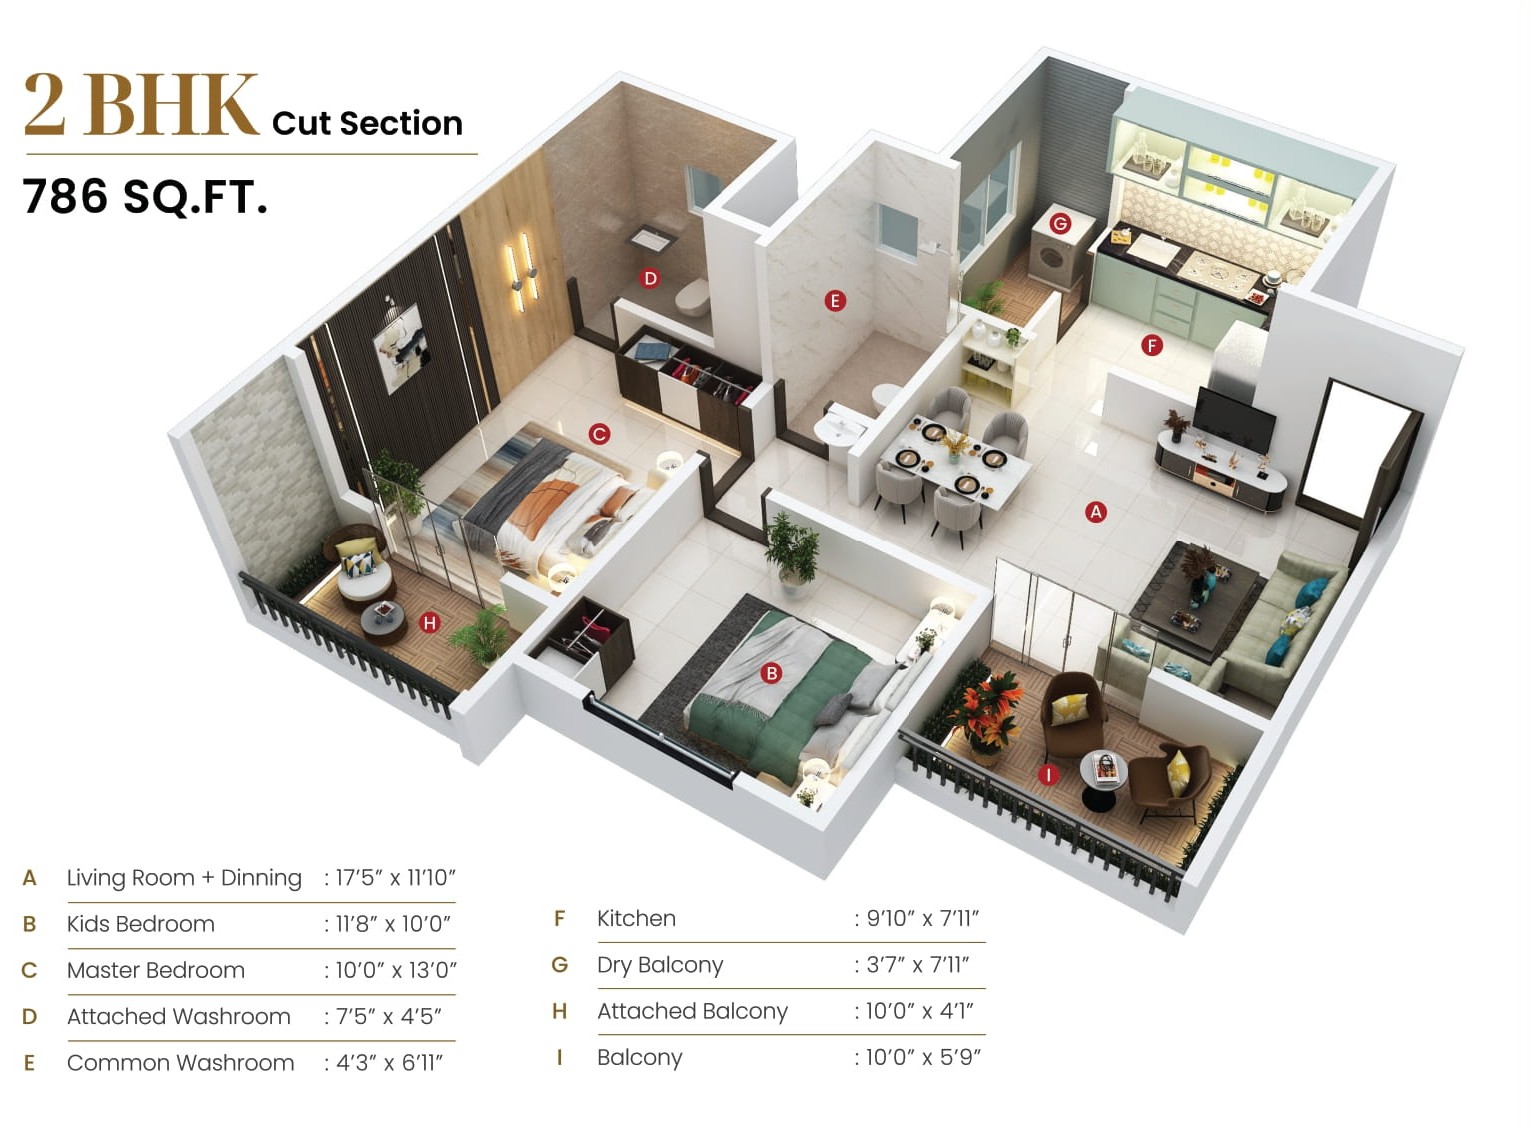 2 BHK Cut Section
786 SQ.FT.
D
G
E
F
C
A
H
B
I
A Living Room + Dinning : 17’5” x 11’10”
B Kids Bedroom : 11’8” x 10’0”
C Master Bedroom : 10’0” x 13’0”
D Attached Washroom : 7’5” x 4’5”
E Common Washroom : 4’3” x 6’11”
F Kitchen : 9’10” x 7’11”
G Dry Balcony : 3’7” x 7’11”
H Attached Balcony : 10’0” x 4’1”
I Balcony : 10’0” x 5’9”